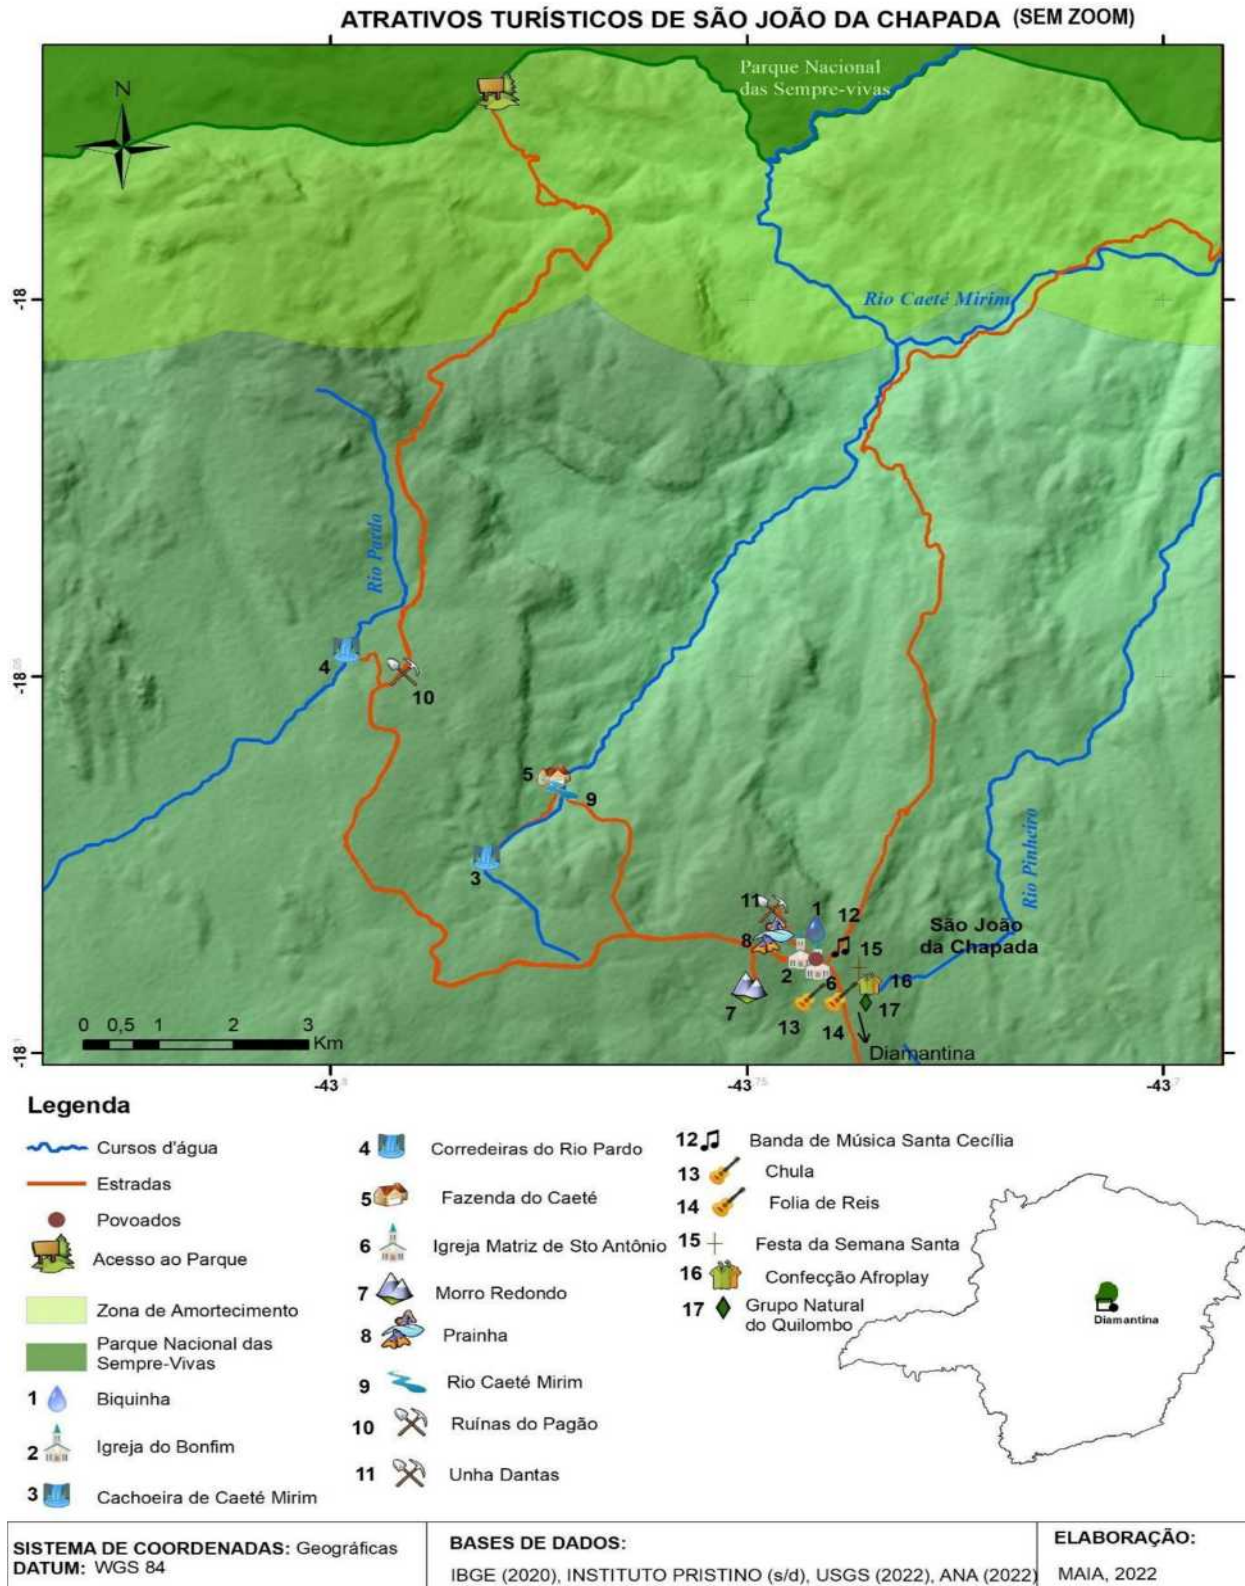 ATRATIVOS TURÍSTICOS DE SÃO JOÃO DA CHAPADA (SEM ZOOM)
Parque Nacional
das Sempre-vivas
N
-18
Rio Caeté Mirim
Rio Pardo
4
10
-18,05
5
9
3
Rio Pinheiro
11
1
12
São João
da Chapada
8
15
2
6
16
7
13
14
17
Diamantina
0 0,5 1 2 3
Km
-18,1
-43,8
-43,75
-43,7
Legenda
Cursos d'água
Estradas
Povoados
Acesso ao Parque
Zona de Amortecimento
Parque Nacional das
Sempre-Vivas
1 Biquinha
2 Igreja do Bonfim
3 Cachoeira de Caeté Mirim
4 Corredeiras do Rio Pardo
5 Fazenda do Caeté
6 Igreja Matriz de Sto Antônio
7 Morro Redondo
8 Prainha
9 Rio Caeté Mirim
10 Ruínas do Pagão
11 Unha Dantas
12 Banda de Música Santa Cecília
13 Chula
14 Folia de Reis
15 Festa da Semana Santa
16 Confecção Afroplay
17 Grupo Natural
do Quilombo
Diamantina
SISTEMA DE COORDENADAS: Geográficas
DATUM: WGS 84
BASES DE DADOS:
IBGE (2020), INSTITUTO PRISTINO (s/d), USGS (2022), ANA (2022)
ELABORAÇÃO:
MAIA, 2022